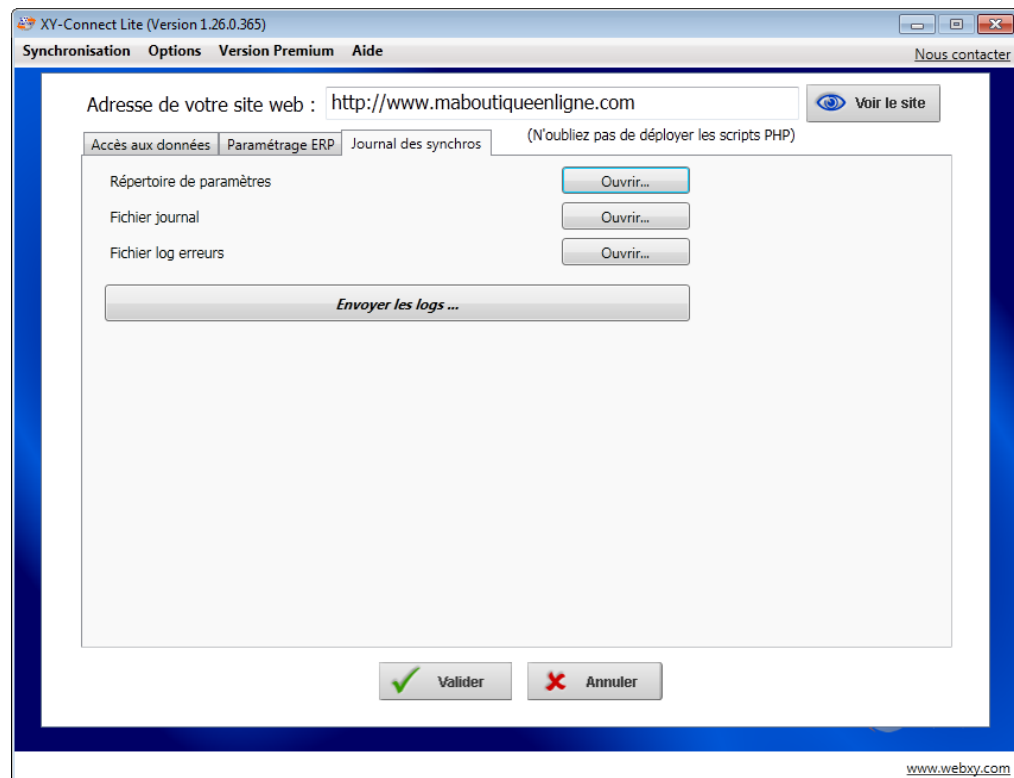 XY-Connect Lite (Version 1.26.0.365)
Synchronisation Options Version Premium Aide Nous contacter
Adresse de votre site web : http://www.maboutiqueenligne.com Voir le site
(N'oubliez pas de déployer les scripts PHP)
Accès aux données Paramétrage ERP Journal des synchros
Répertoire de paramètres Ouvrir...
Fichier journal Ouvrir...
Fichier log erreurs Ouvrir...
Envoyer les logs ...
Valider Annuler
www.webxy.com